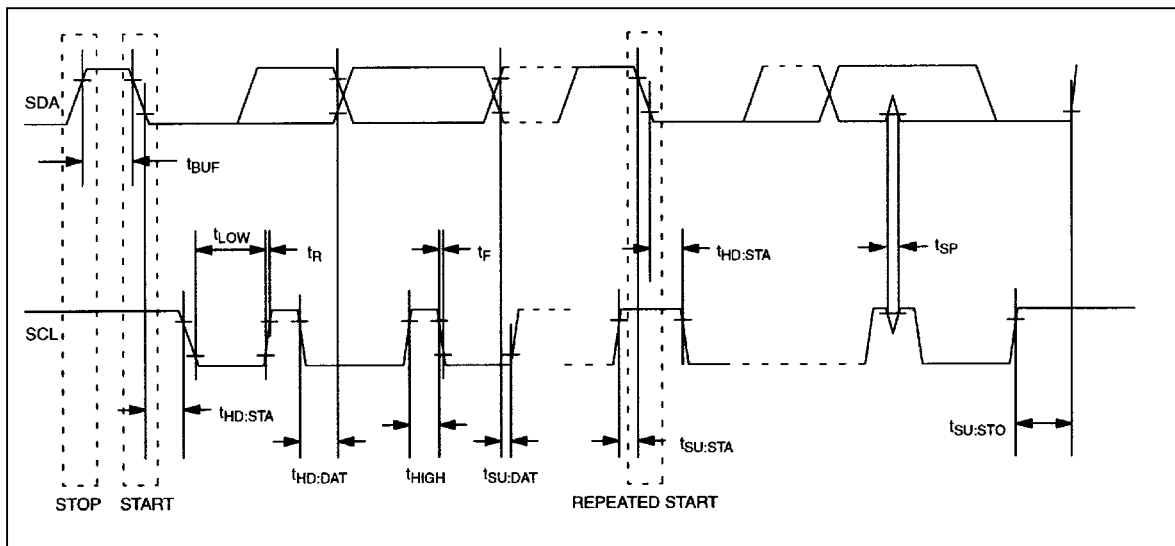 SDA
tBUF
tLOW
tR
tF
tHD:STA
tSP
SCL
tHD:STA
tHD:DAT
tHIGH
tSU:DAT
tSU:STA
tSU:STO
STOP
START
REPEATED START